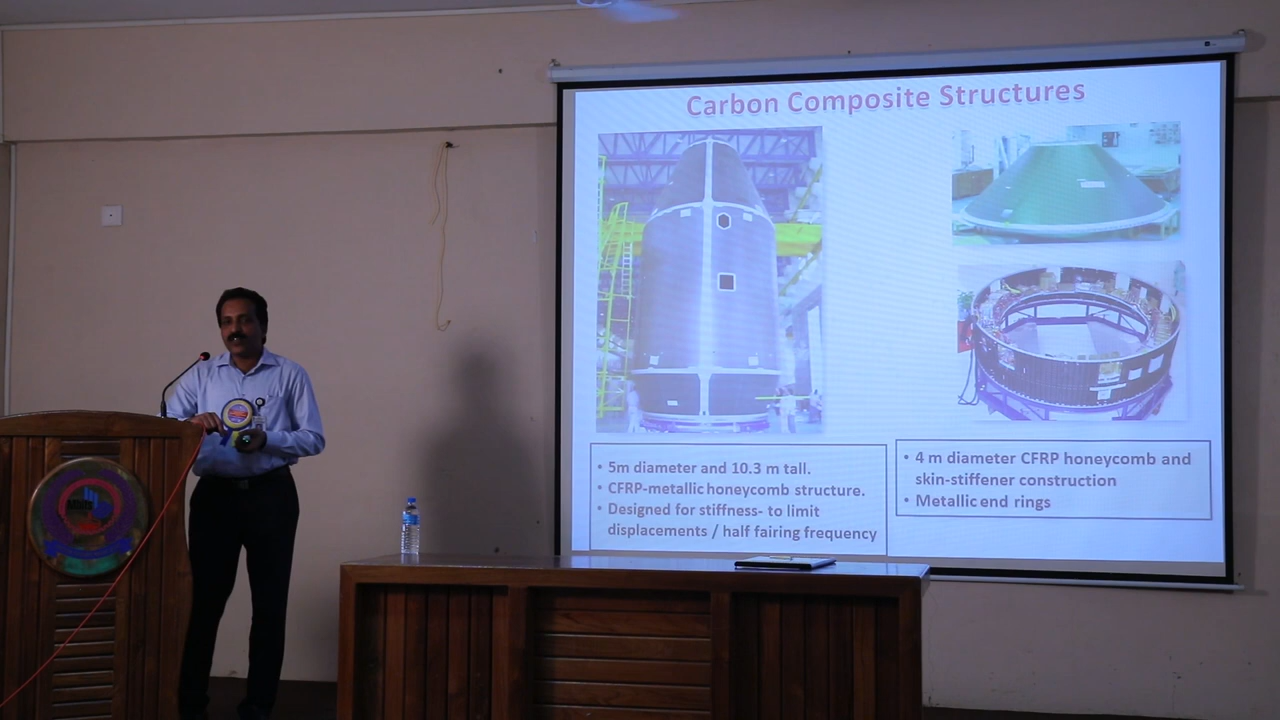 Carbon Composite Structures
• 5m diameter and 10.3 m tall.
• CFRP-metallic honeycomb structure.
• Designed for stiffness- to limit
displacements / half fairing frequency
• 4 m diameter CFRP honeycomb and
skin-stiffener construction
• Metallic end rings